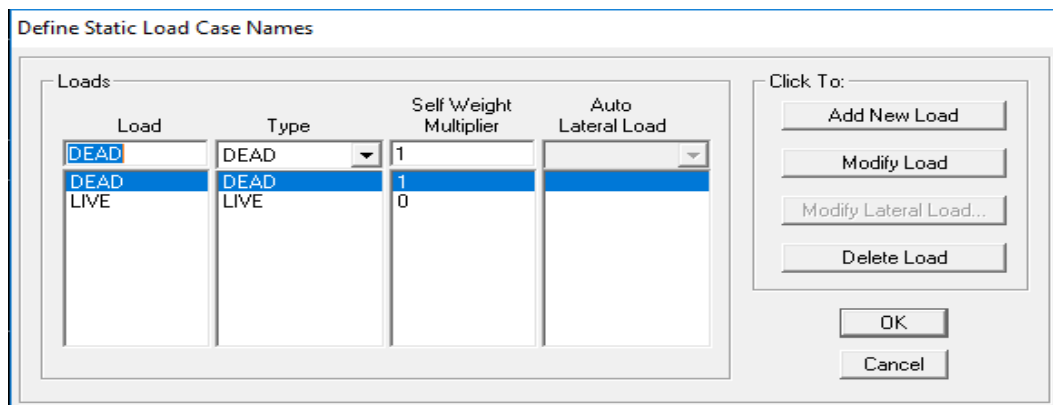 Define Static Load Case Names
Loads
Load Type Self Weight Multiplier Auto Lateral Load
DEAD DEAD 1
DEAD DEAD 1
LIVE LIVE 0
Click To:
Add New Load
Modify Load
Modify Lateral Load...
Delete Load
OK
Cancel